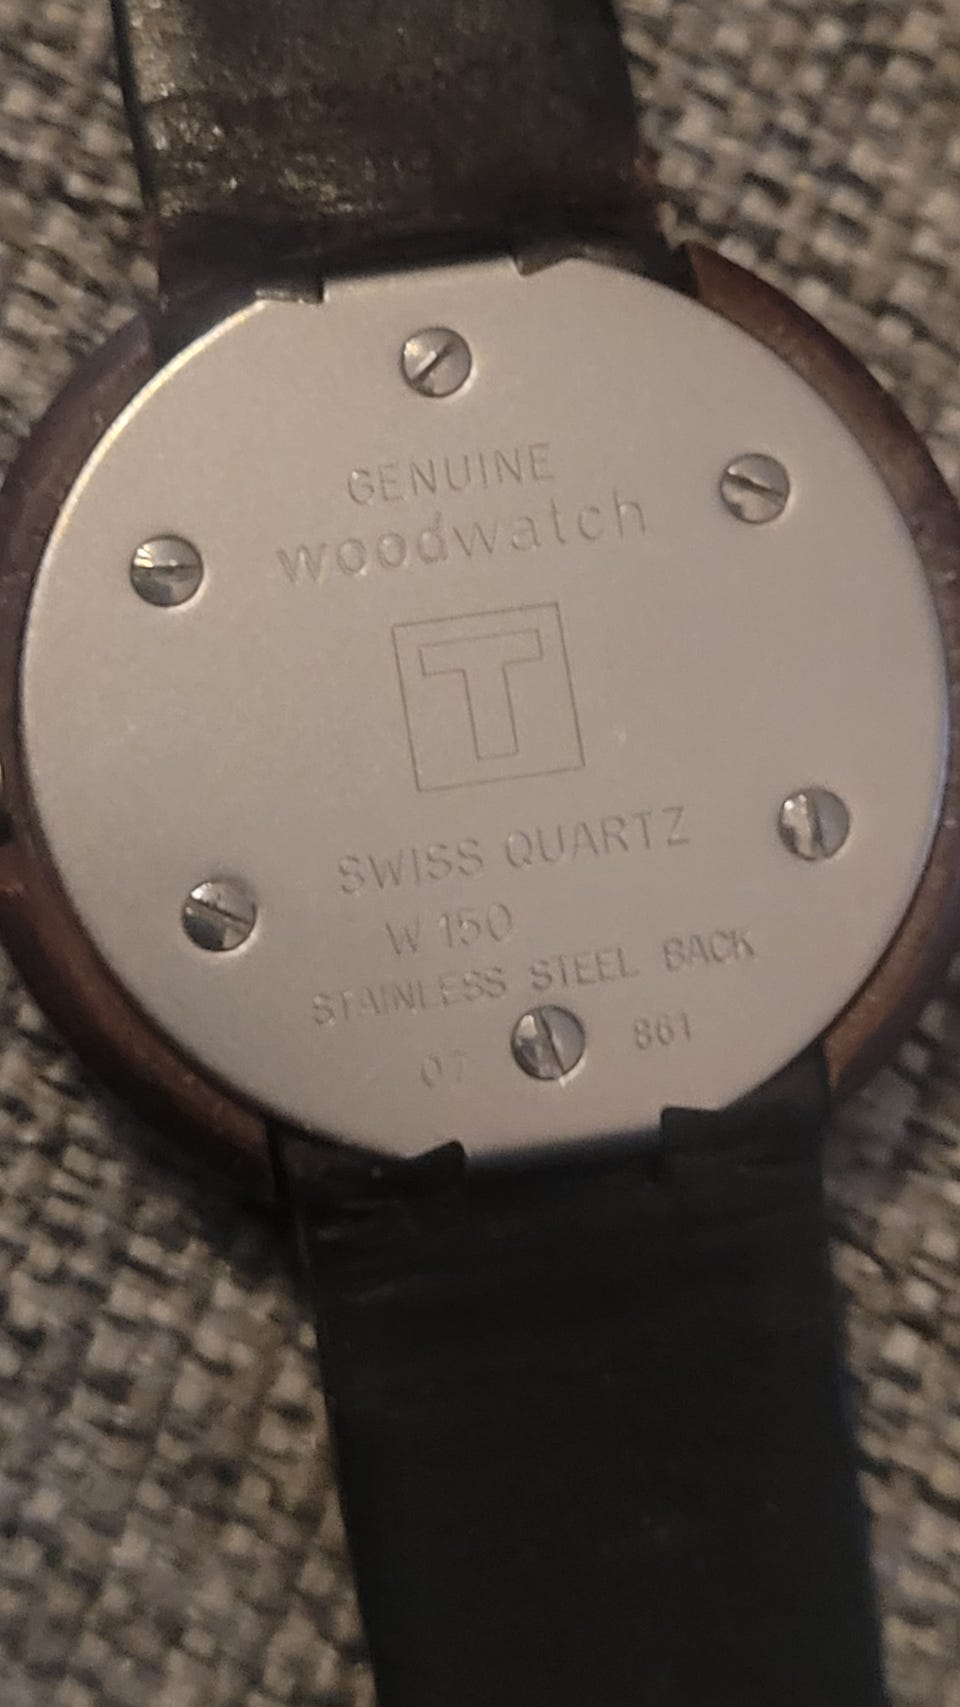 GENUINE
woodwatch
T
SWISS QUARTZ
W 150
STAINLESS STEEL BACK
07 861